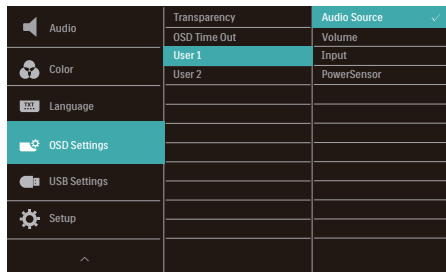 Audio
Color
TXT
Language
OSD Settings
USB Settings
Setup
Transparency
OSD Time Out
User 1
User 2
Audio Source
Volume
Input
PowerSensor